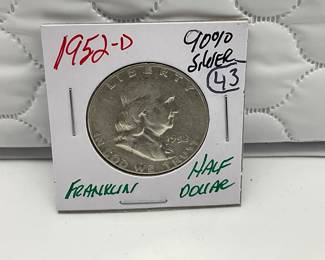 1952-D
90%
Silver
43
LIBERTY
IN GOD WE TRUST
1952
FRANKLIN
HALF
DOLLAR